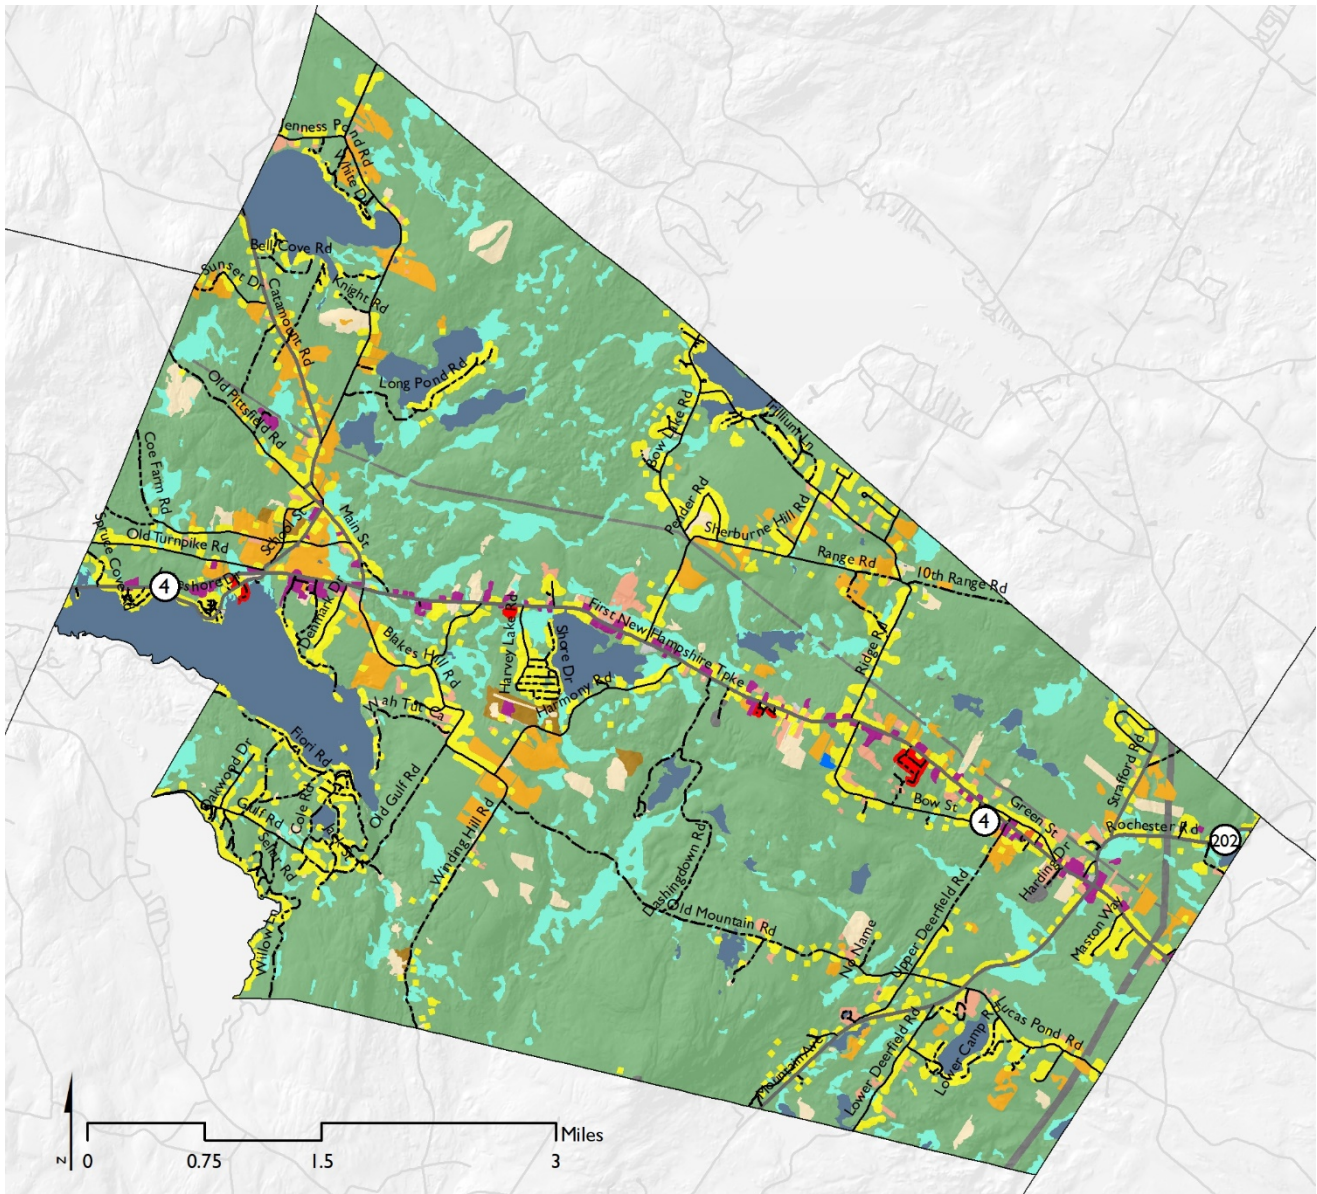 Jenness Pond Rd
White Dr
Bell Cove Rd
Sunset Dr
Knight Rd
Catamount Rd
Long Pond Rd
Old Pittsfield Rd
Bow Lake Rd
Trillium Ln
Coe Farm Rd
Pender Rd
Sherburne Hill Rd
School St
Main St
Spruce Cove Rd
Old Turnpike Rd
Range Rd
10th Range Rd
4
Denmark Dr
First New Hampshire Tpke
Blakes Hill Rd
Harvey Lake Rd
Shore Dr
Ridge Rd
Harmony Rd
Nah Tut Ca
Fiori Rd
Oakwood Dr
Strafford Rd
Old Gulf Rd
Cole Rd
Gulf Rd
Bow St
Green St
4
Rochester Rd
202
Winding Hill Rd
Harding Dr
Dashingdown Rd
Upper Deerfield Rd
Old Mountain Rd
Maston Way
Willow Ln
No Name
Lucas Pond Rd
Lower Camp R
Mountain Ave
Lower Deerfield Rd
Miles
Z
0 0.75 1.5 3